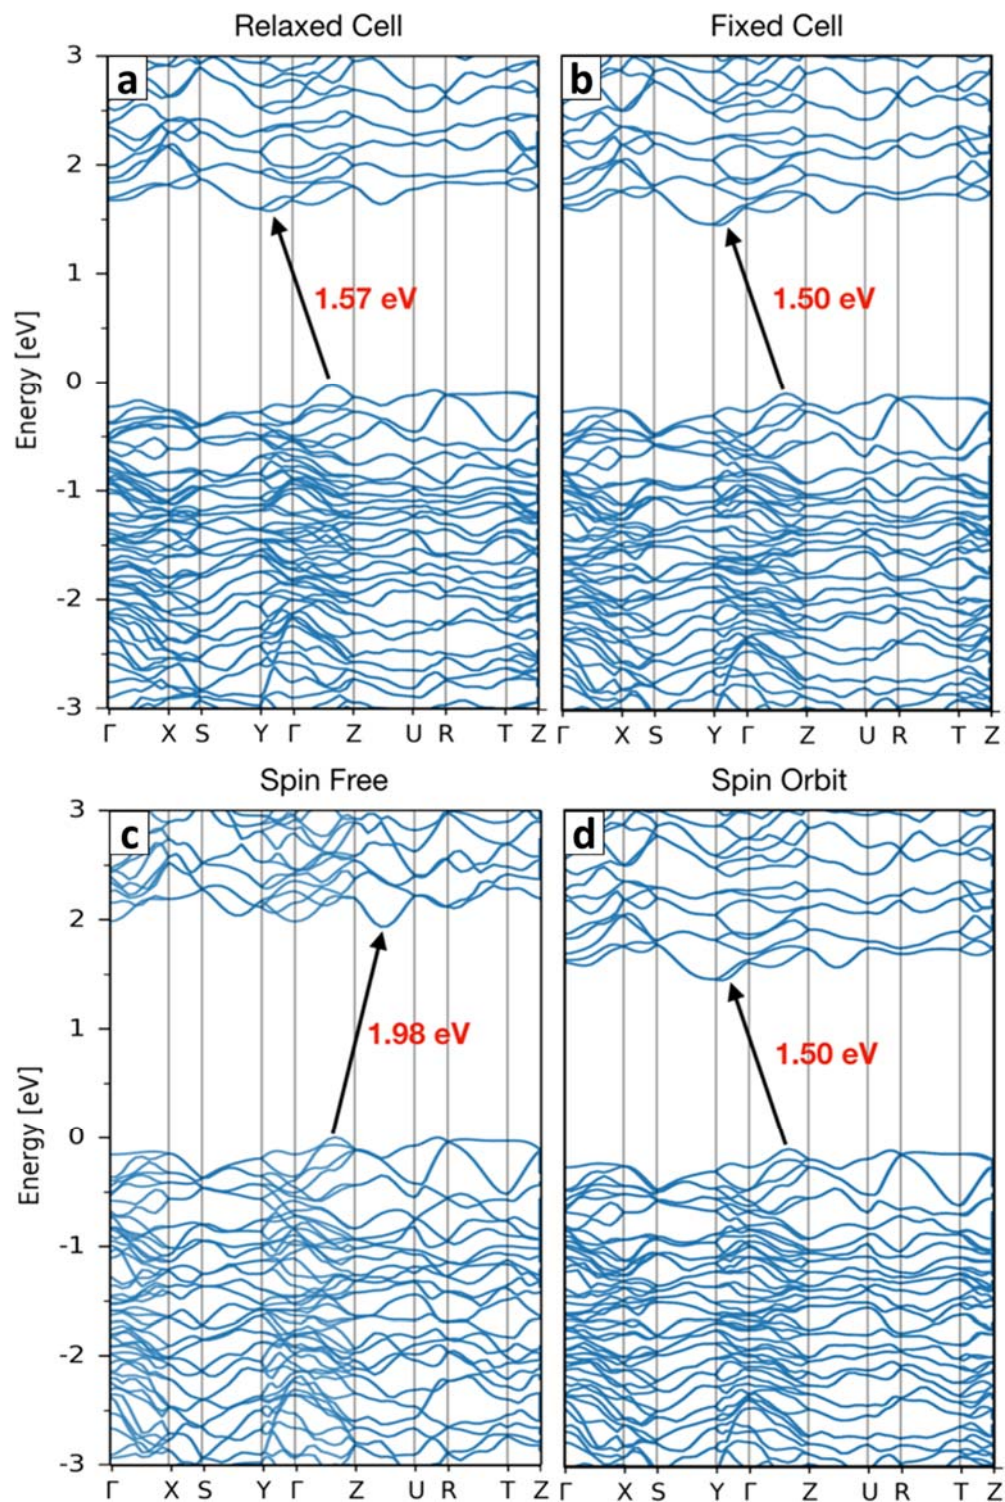 Relaxed Cell
Fixed Cell
a
b
3
2
1
0
-1
-2
-3
Energy [eV]
1.57 eV
1.50 eV
Γ X S Y Γ Z U R T Z
Γ X S Y Γ Z U R T Z
Spin Free
Spin Orbit
c
d
3
2
1
0
-1
-2
-3
Energy [eV]
1.98 eV
1.50 eV
Γ X S Y Γ Z U R T Z
Γ X S Y Γ Z U R T Z